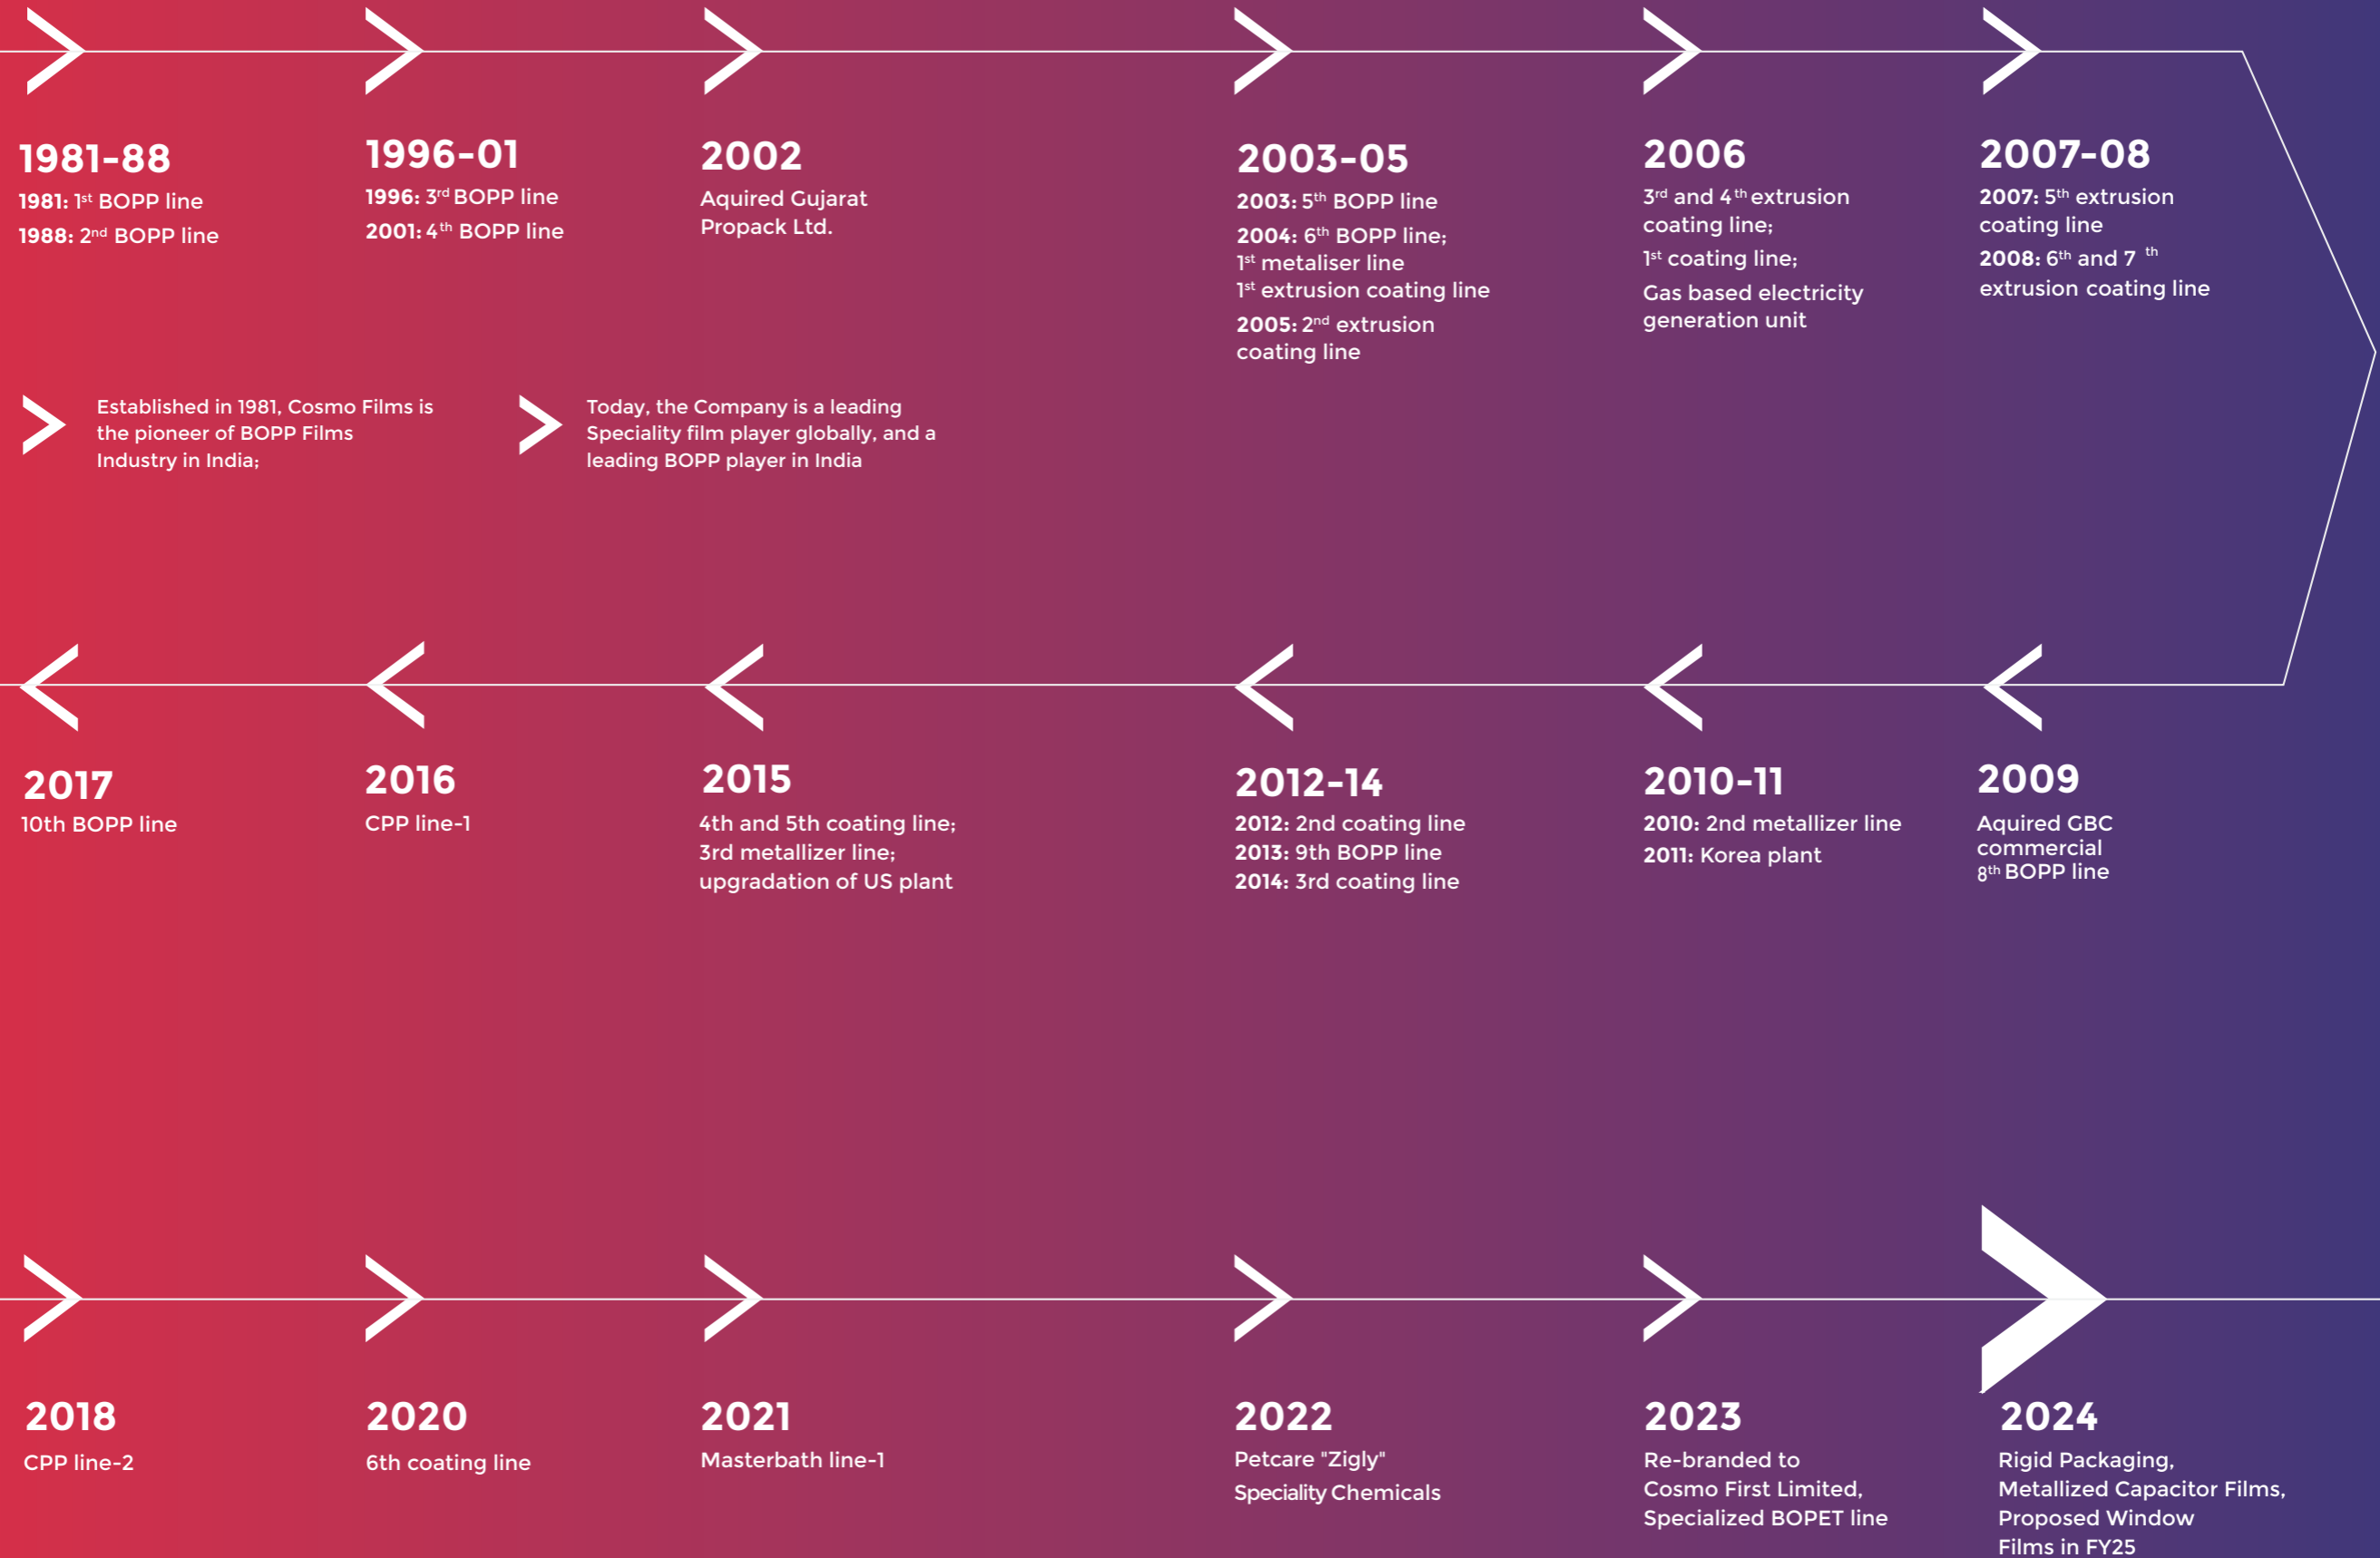 1981-88
1981: 1st BOPP line
1988: 2nd BOPP line
1996-01
1996: 3rd BOPP line
2001: 4th BOPP line
2002
Aquired Gujarat
Propack Ltd.
2003-05
2003: 5th BOPP line
2004: 6th BOPP line;
1st metaliser line
1st extrusion coating line
2005: 2nd extrusion
coating line
2006
3rd and 4th extrusion
coating line;
1st coating line;
Gas based electricity
generation unit
2007-08
2007: 5th extrusion
coating line
2008: 6th and 7 th
extrusion coating line
Established in 1981, Cosmo Films is
the pioneer of BOPP Films
Industry in India;
Today, the Company is a leading
Speciality film player globally, and a
leading BOPP player in India
2009
Aquired GBC
commercial
8th BOPP line
2010-11
2010: 2nd metallizer line
2011: Korea plant
2012-14
2012: 2nd coating line
2013: 9th BOPP line
2014: 3rd coating line
2015
4th and 5th coating line;
3rd metallizer line;
upgradation of US plant
2016
CPP line-1
2017
10th BOPP line
2018
CPP line-2
2020
6th coating line
2021
Masterbath line-1
2022
Petcare "Zigly"
Speciality Chemicals
2023
Re-branded to
Cosmo First Limited,
Specialized BOPET line
2024
Rigid Packaging,
Metallized Capacitor Films,
Proposed Window
Films in FY25